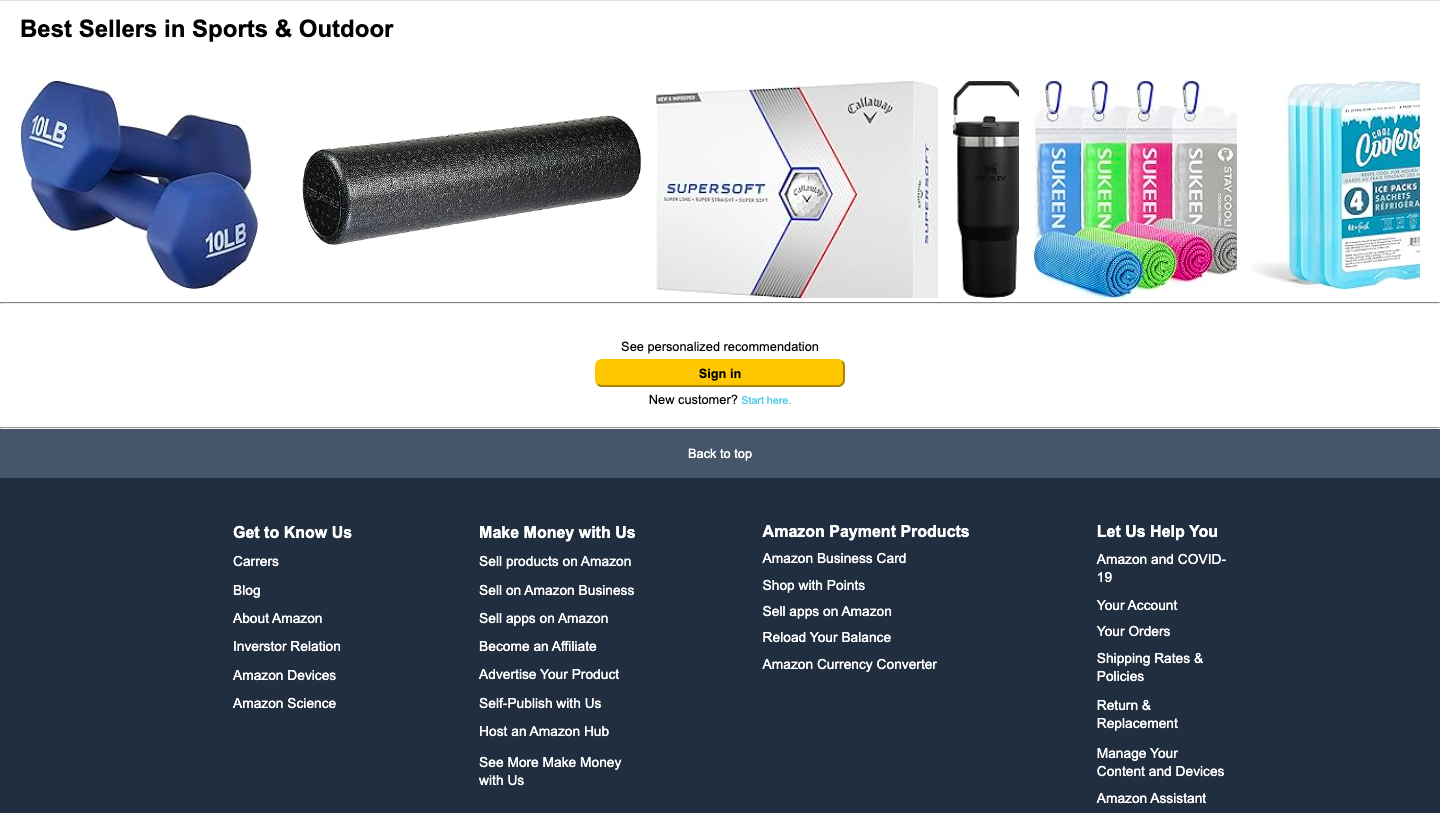 Best Sellers in Sports & Outdoor
10LB
10LB
NEW & IMPROVED
Callaway
SUPERSOFT
SUPER LONG • SUPER STRAIGHT • SUPER SOFT
Callaway
SUPERSOFT
SUKEEN
SUKEEN
SUKEEN
SUKEEN
STAY COOL!
COOL
Coolers
4
ICE PACKS
SACHETS
RÉFRIGÉRA
fit+fresh
See personalized recommendation
Sign in
New customer? Start here.
Back to top
Get to Know Us
Carrers
Blog
About Amazon
Inverstor Relation
Amazon Devices
Amazon Science
Make Money with Us
Sell products on Amazon
Sell on Amazon Business
Sell apps on Amazon
Become an Affiliate
Advertise Your Product
Self-Publish with Us
Host an Amazon Hub
See More Make Money
with Us
Amazon Payment Products
Amazon Business Card
Shop with Points
Sell apps on Amazon
Reload Your Balance
Amazon Currency Converter
Let Us Help You
Amazon and COVID-
19
Your Account
Your Orders
Shipping Rates &
Policies
Return &
Replacement
Manage Your
Content and Devices
Amazon Assistant